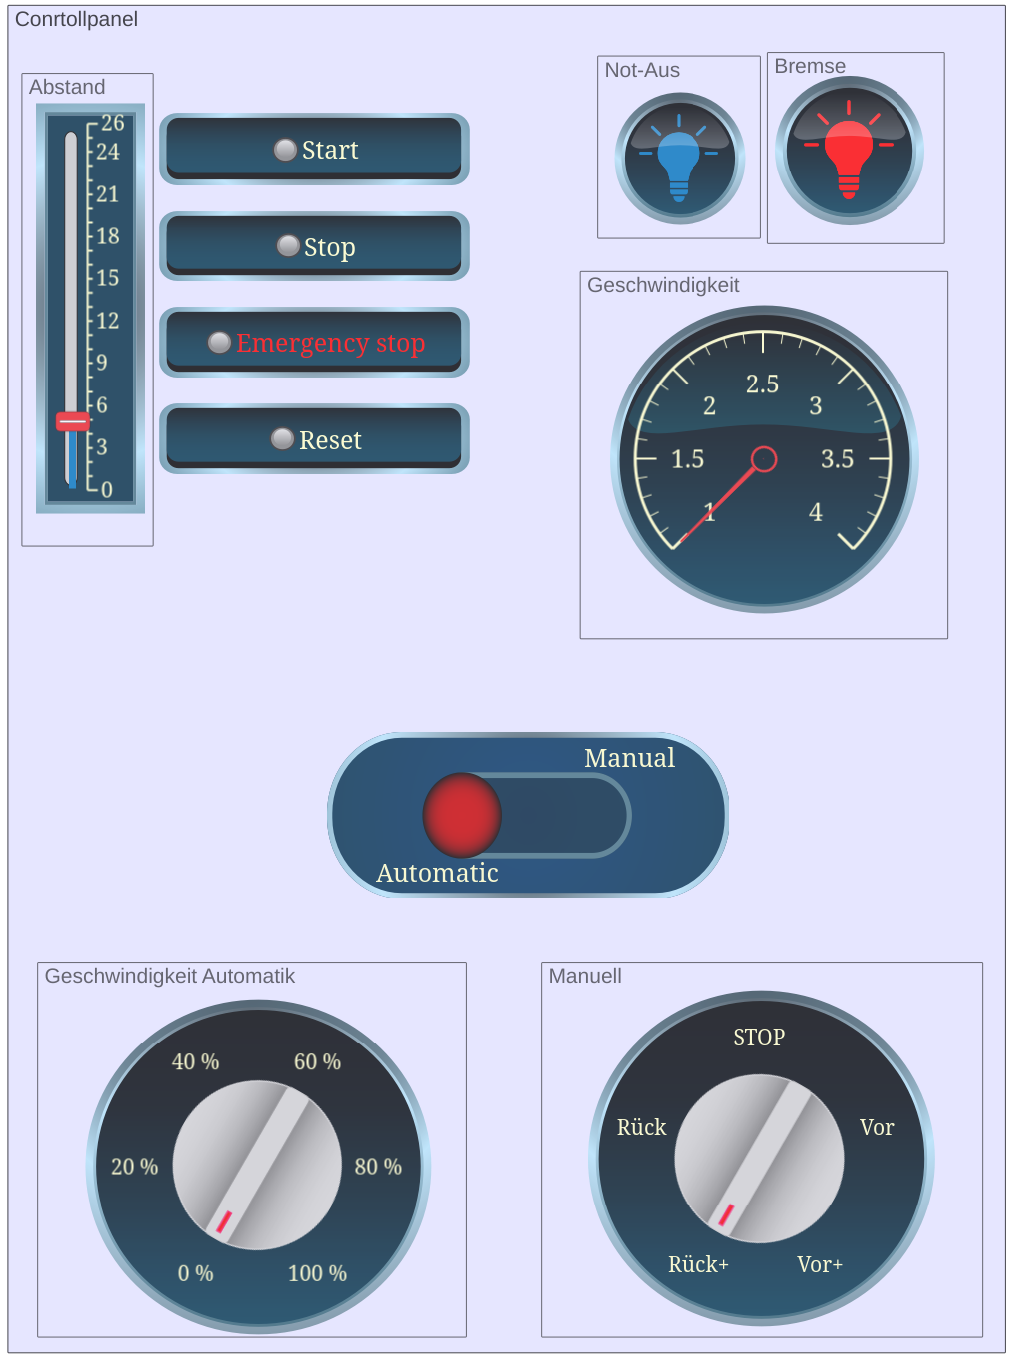 Conrtollpanel
Abstand
26
24
21
18
15
12
9
6
3
0
Start
Stop
Emergency stop
Reset
Not-Aus
Bremse
Geschwindigkeit
1
1.5
2
2.5
3
3.5
4
Manual
Automatic
Geschwindigkeit Automatik
40 %
60 %
20 %
80 %
0 %
100 %
Manuell
STOP
Rück
Vor
Rück+
Vor+